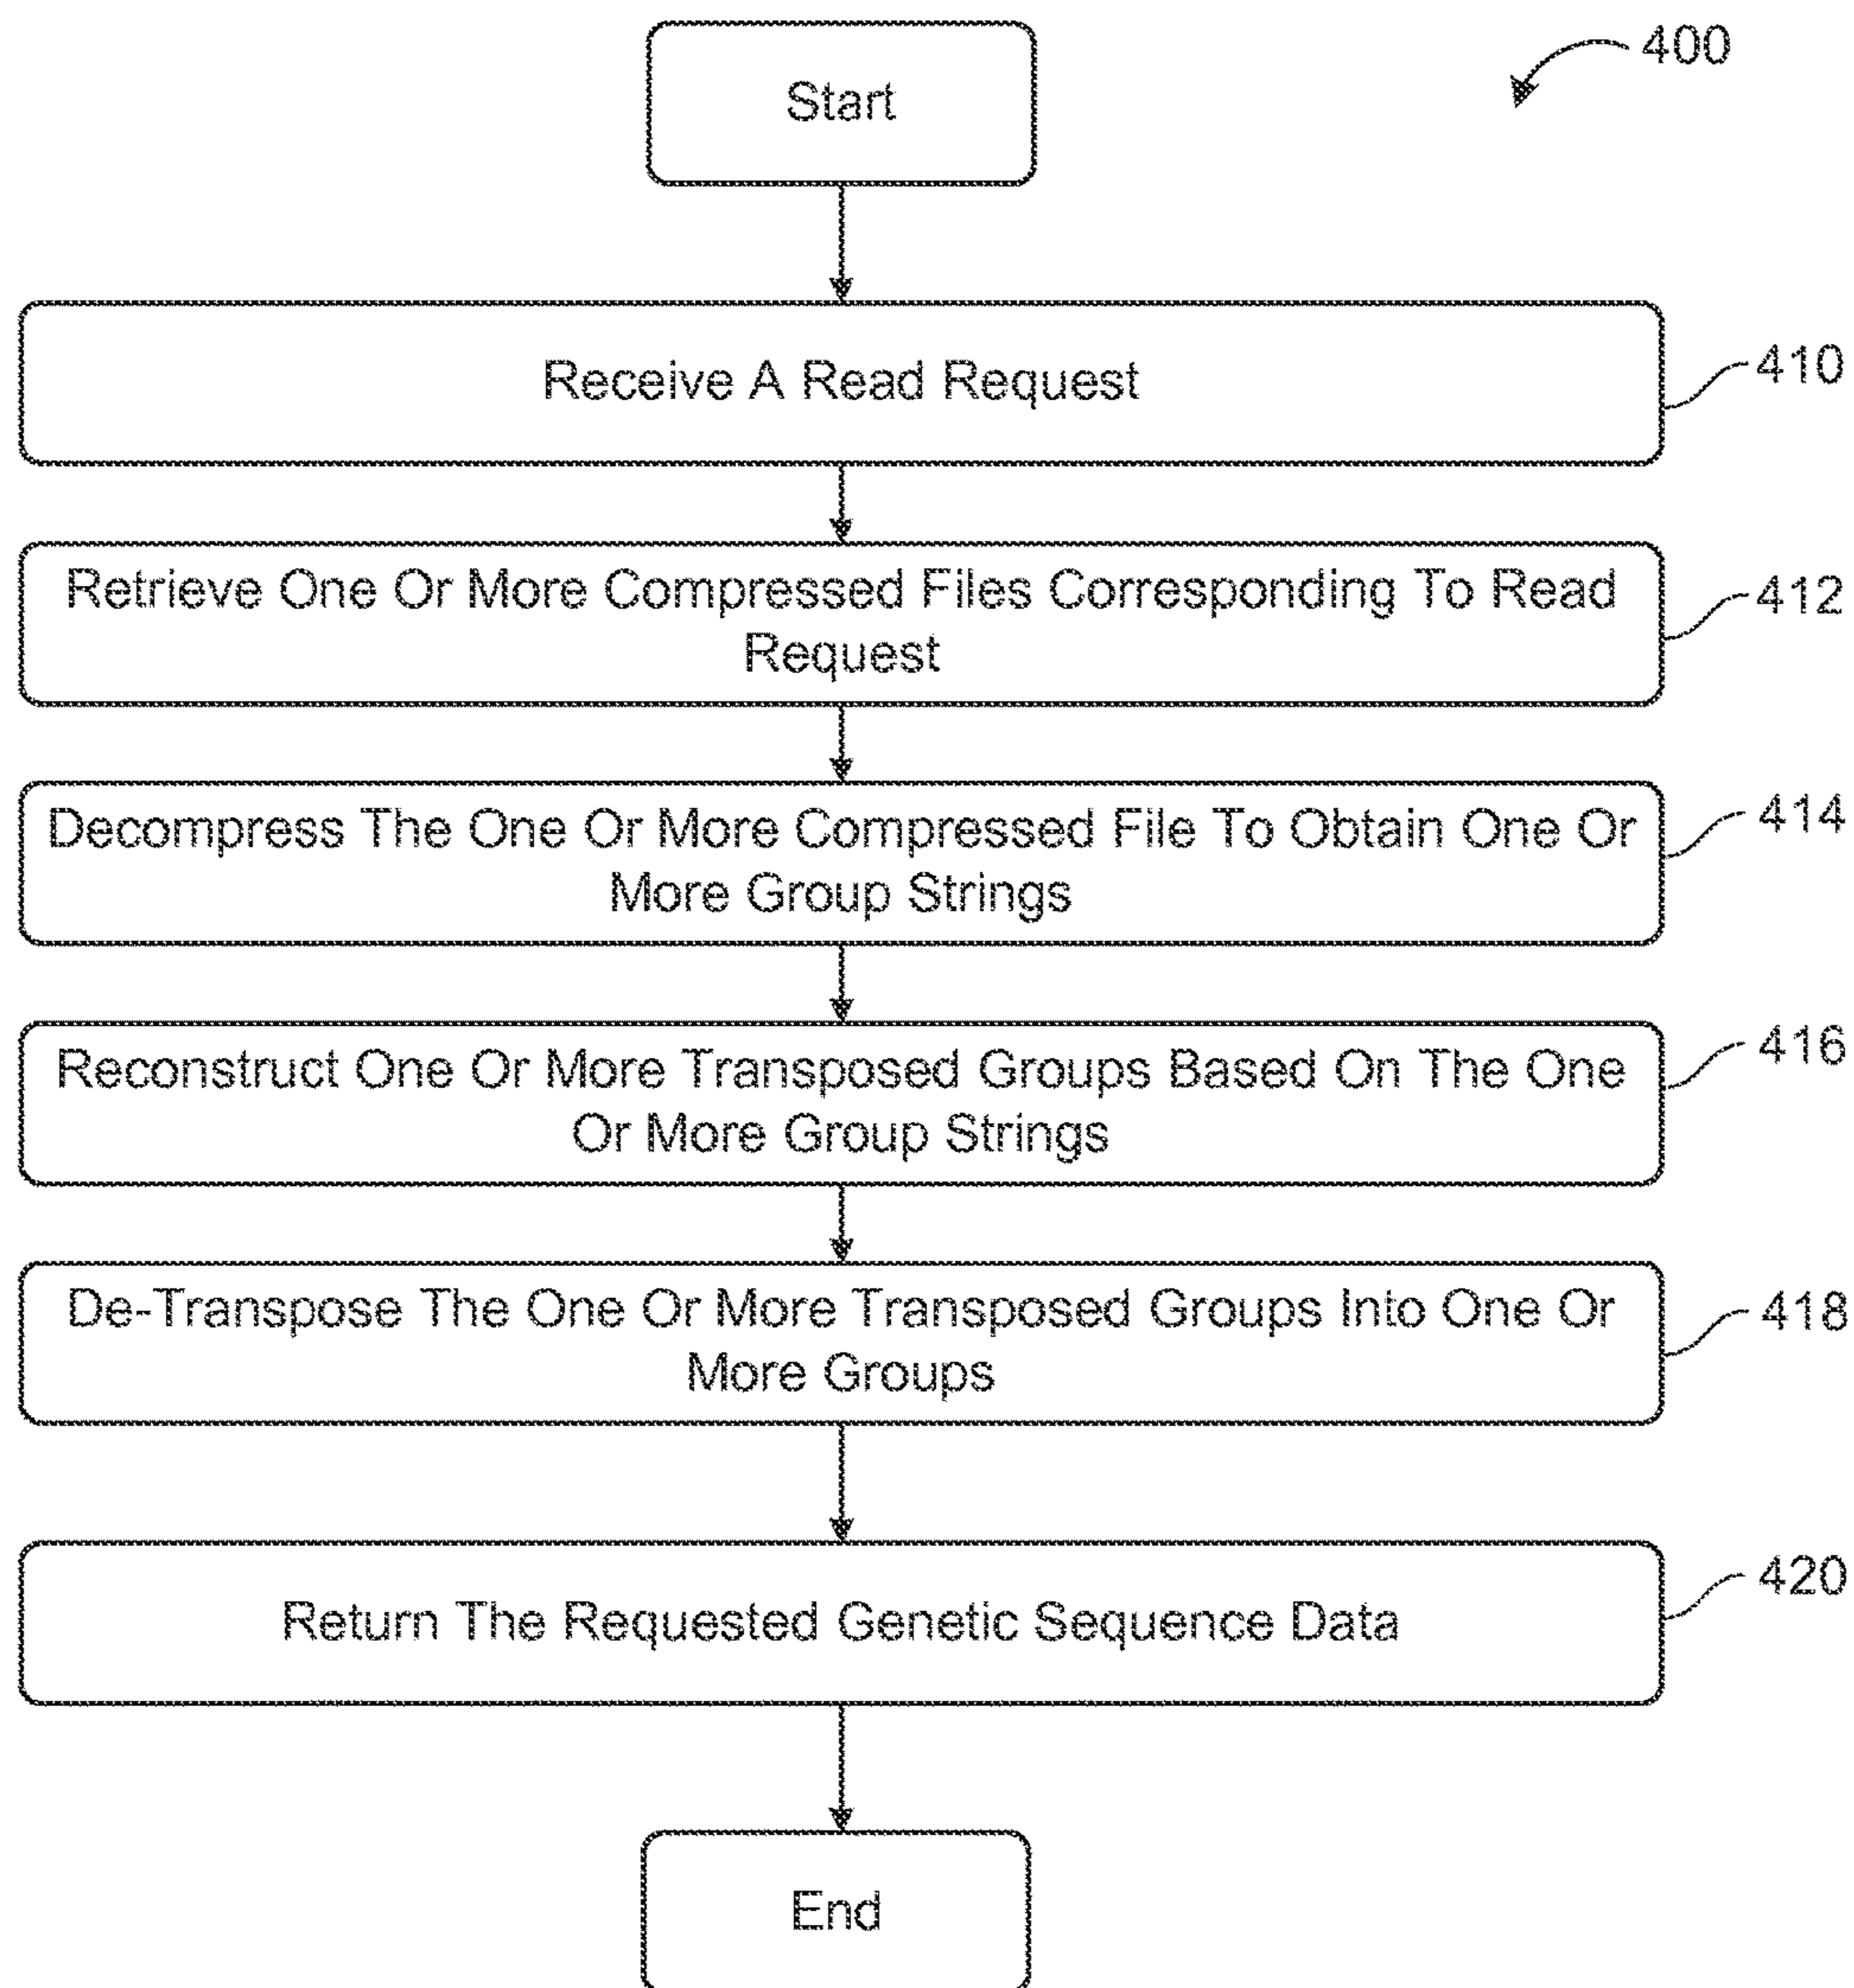 Start
400
Receive A Read Request
410
Retrieve One Or More Compressed Files Corresponding To Read
Request
412
Decompress The One Or More Compressed File To Obtain One Or
More Group Strings
414
Reconstruct One Or More Transposed Groups Based On The One
Or More Group Strings
416
De-Transpose The One Or More Transposed Groups Into One Or
More Groups
418
Return The Requested Genetic Sequence Data
420
End